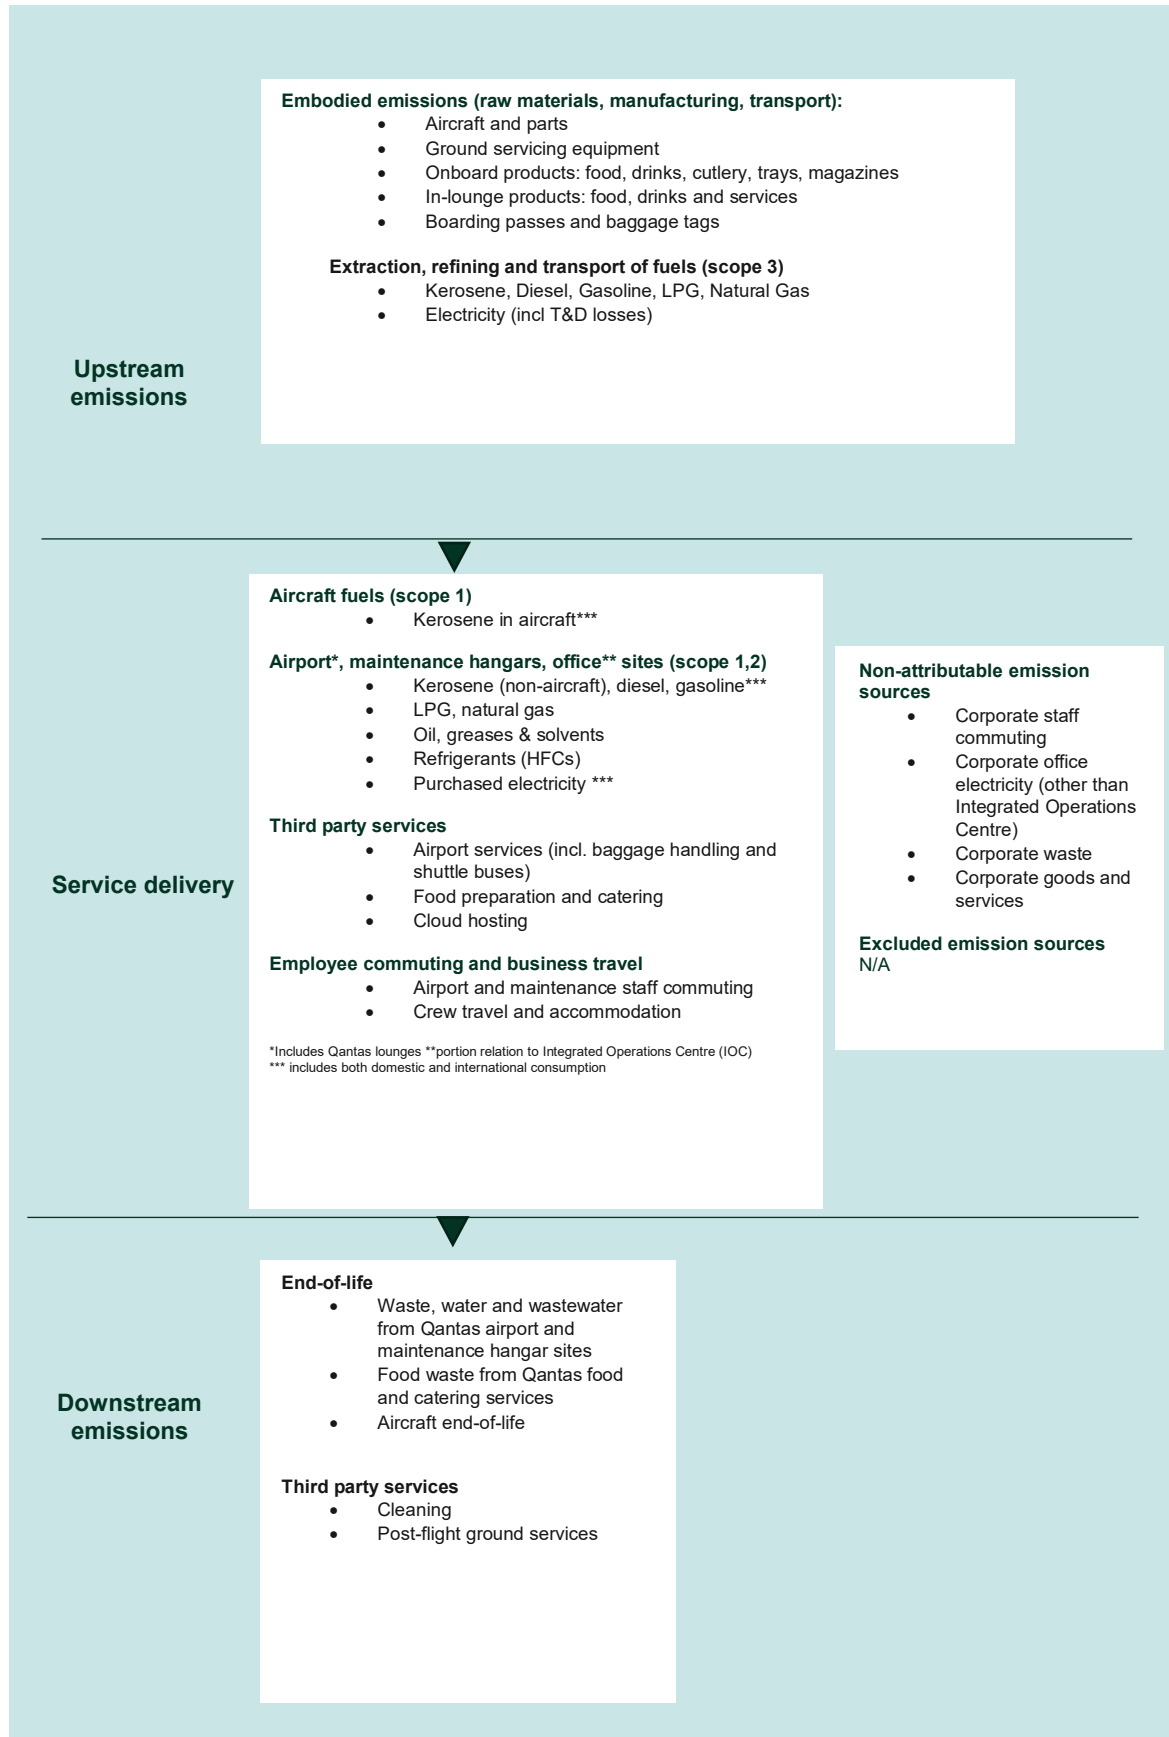 Embodied emissions (raw materials, manufacturing, transport):
• Aircraft and parts
• Ground servicing equipment
• Onboard products: food, drinks, cutlery, trays, magazines
• In-lounge products: food, drinks and services
• Boarding passes and baggage tags
Extraction, refining and transport of fuels (scope 3)
• Kerosene, Diesel, Gasoline, LPG, Natural Gas
• Electricity (incl T&D losses)
Upstream
emissions
Aircraft fuels (scope 1)
• Kerosene in aircraft***
Airport*, maintenance hangars, office** sites (scope 1,2)
• Kerosene (non-aircraft), diesel, gasoline***
• LPG, natural gas
• Oil, greases & solvents
• Refrigerants (HFCs)
• Purchased electricity ***
Third party services
• Airport services (incl. baggage handling and
shuttle buses)
• Food preparation and catering
• Cloud hosting
Employee commuting and business travel
• Airport and maintenance staff commuting
• Crew travel and accommodation
*Includes Qantas lounges **portion relation to Integrated Operations Centre (IOC)
*** includes both domestic and international consumption
Service delivery
Non-attributable emission
sources
• Corporate staff
commuting
• Corporate office
electricity (other than
Integrated Operations
Centre)
• Corporate waste
• Corporate goods and
services
Excluded emission sources
N/A
End-of-life
• Waste, water and wastewater
from Qantas airport and
maintenance hangar sites
• Food waste from Qantas food
and catering services
• Aircraft end-of-life
Third party services
• Cleaning
• Post-flight ground services
Downstream
emissions